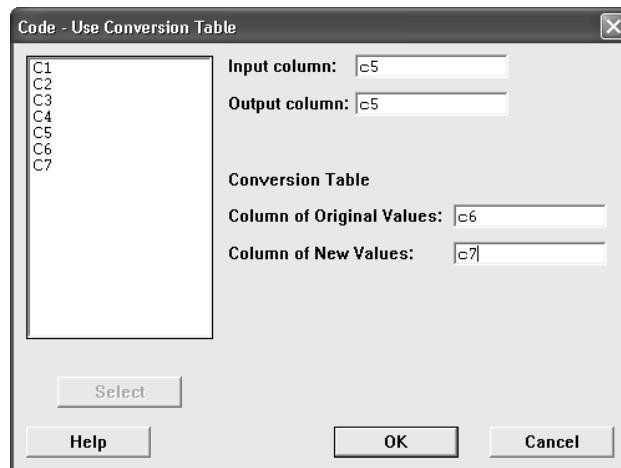 Code - Use Conversion Table
C1
C2
C3
C4
C5
C6
C7
Input column: c5
Output column: c5
Conversion Table
Column of Original Values: c6
Column of New Values: c7
Select
Help
OK
Cancel